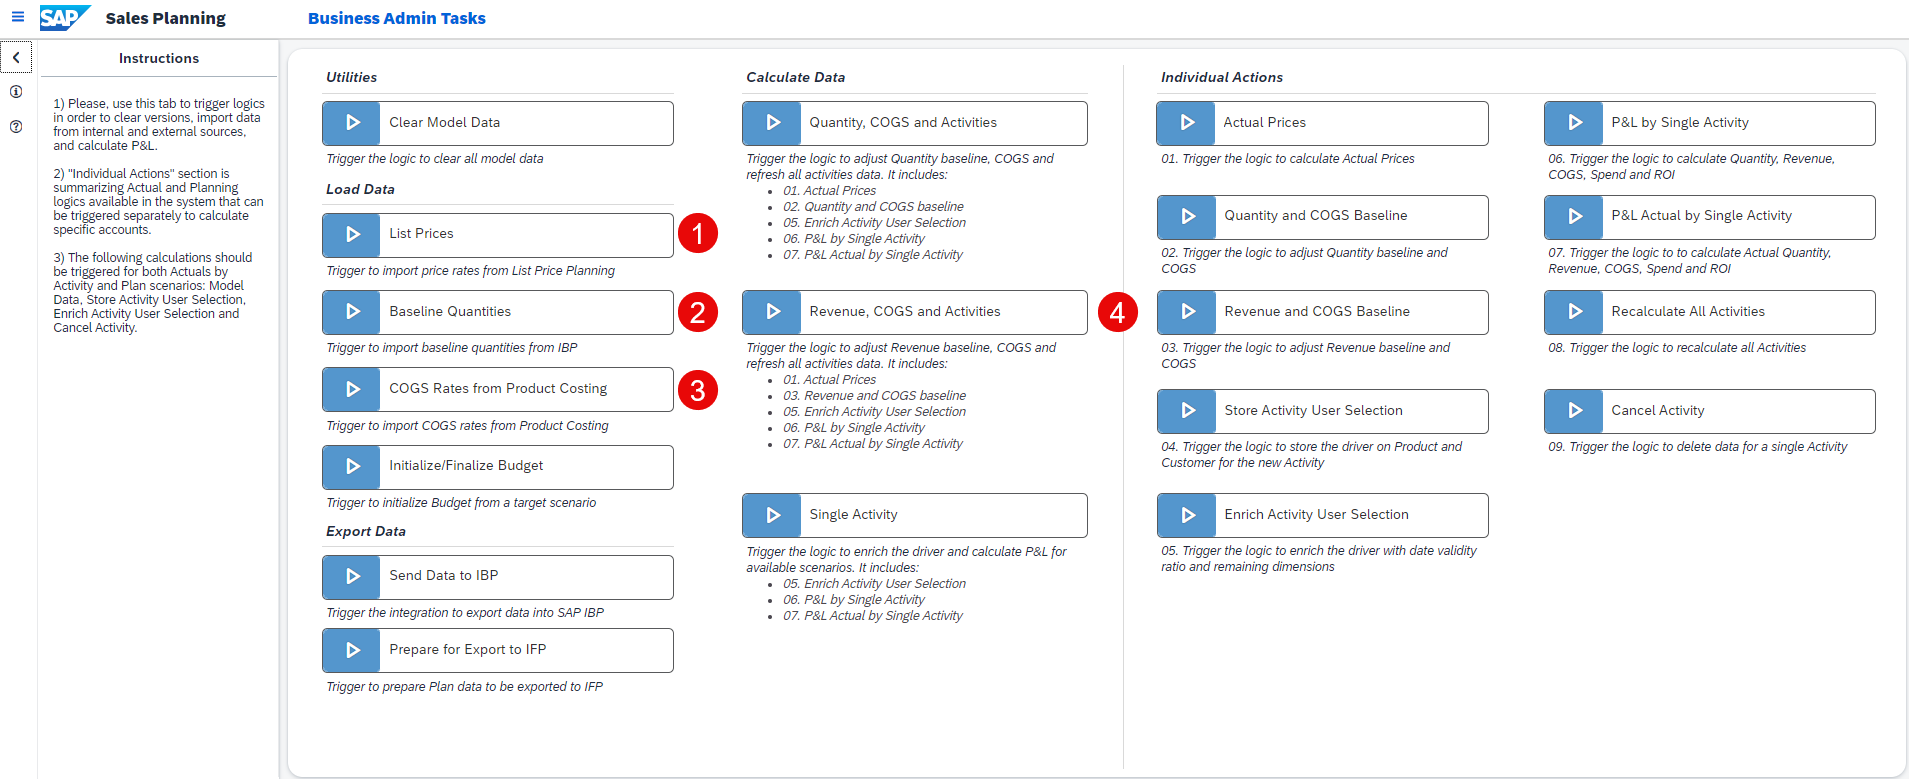 SAP Sales Planning Business Admin Tasks
Instructions
1) Please, use this tab to trigger logics
in order to clear versions, import data
from internal and external sources,
and calculate P&L.
2) "Individual Actions" section is
summarizing Actual and Planning
logics available in the system that can
be triggered separately to calculate
specific accounts.
3) The following calculations should
be triggered for both Actuals by
Activity and Plan scenarios: Model
Data, Store Activity User Selection,
Enrich Activity User Selection and
Cancel Activity.
Utilities
Clear Model Data
Trigger the logic to clear all model data
Load Data
List Prices
1
Trigger to import price rates from List Price Planning
Baseline Quantities
2
Trigger to import baseline quantities from IBP
COGS Rates from Product Costing
3
Trigger to import COGS rates from Product Costing
Initialize/Finalize Budget
Trigger to initialize Budget from a target scenario
Export Data
Send Data to IBP
Trigger the integration to export data into SAP IBP
Prepare for Export to IFP
Trigger to prepare Plan data to be exported to IFP
Calculate Data
Quantity, COGS and Activities
Trigger the logic to adjust Quantity baseline, COGS and
refresh all activities data. It includes:
• 01. Actual Prices
• 02. Quantity and COGS baseline
• 05. Enrich Activity User Selection
• 06. P&L by Single Activity
• 07. P&L Actual by Single Activity
Revenue, COGS and Activities
4
Trigger the logic to adjust Revenue baseline, COGS and
refresh all activities data. It includes:
• 01. Actual Prices
• 03. Revenue and COGS baseline
• 05. Enrich Activity User Selection
• 06. P&L by Single Activity
• 07. P&L Actual by Single Activity
Single Activity
Trigger the logic to enrich the driver and calculate P&L for
available scenarios. It includes:
• 05. Enrich Activity User Selection
• 06. P&L by Single Activity
• 07. P&L Actual by Single Activity
Individual Actions
Actual Prices
01. Trigger the logic to calculate Actual Prices
Quantity and COGS Baseline
02. Trigger the logic to adjust Quantity baseline and
COGS
Revenue and COGS Baseline
03. Trigger the logic to adjust Revenue baseline and
COGS
Store Activity User Selection
04. Trigger the logic to store the driver on Product and
Customer for the new Activity
Enrich Activity User Selection
05. Trigger the logic to enrich the driver with date validity
ratio and remaining dimensions
P&L by Single Activity
06. Trigger the logic to calculate Quantity, Revenue,
COGS, Spend and ROI
P&L Actual by Single Activity
07. Trigger the logic to to calculate Actual Quantity,
Revenue, COGS, Spend and ROI
Recalculate All Activities
08. Trigger the logic to recalculate all Activities
Cancel Activity
09. Trigger the logic to delete data for a single Activity